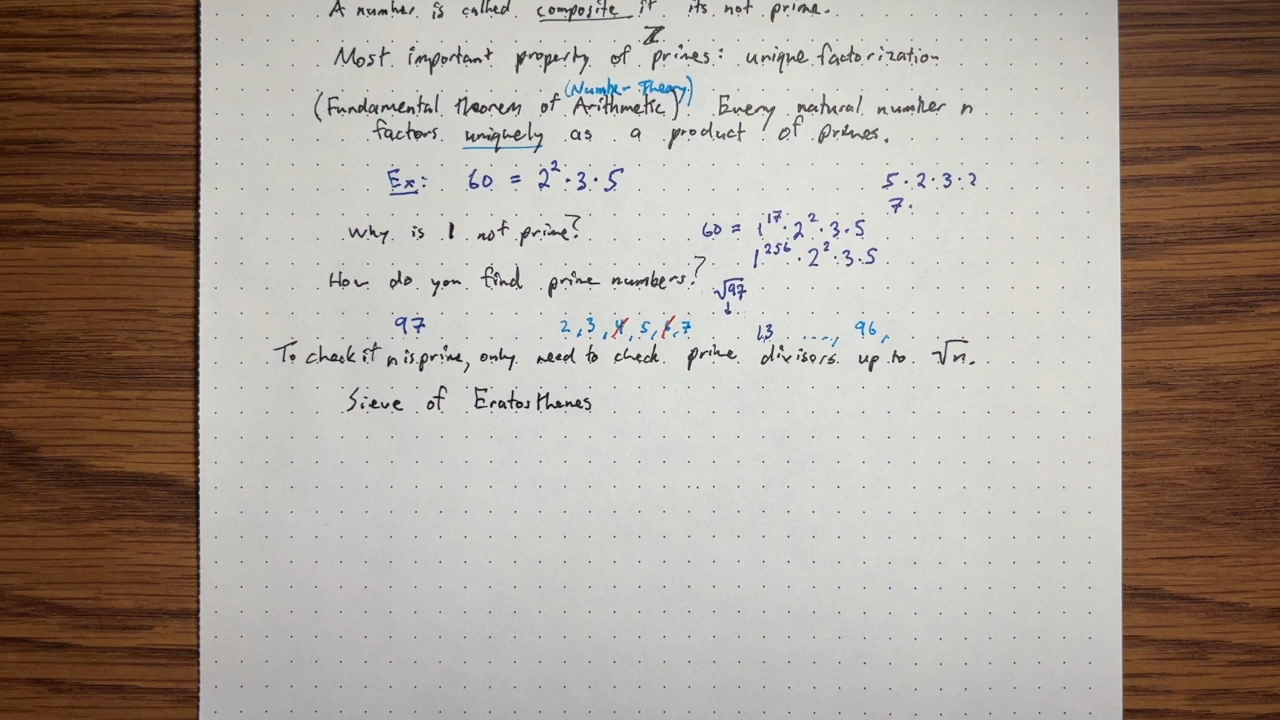 A number is called composite if its not prime.
ℤ
Most important property of primes: unique factorization
(Number Theory)
(Fundamental theorem of Arithmetic) Every natural number n
factors uniquely as a product of primes.
Ex: 60 = 2²·3·5
5·2·3·2
7·
Why is 1 not prime?
60 = 1¹⁷·2²·3·5
1²⁵⁶·2²·3·5
How do you find prime numbers?
√97
↓
97 2, 3, 4, 5, 6, 7 13 ...., 96,
To check if n is prime, only need to check prime divisors up to √n.
Sieve of Eratosthenes